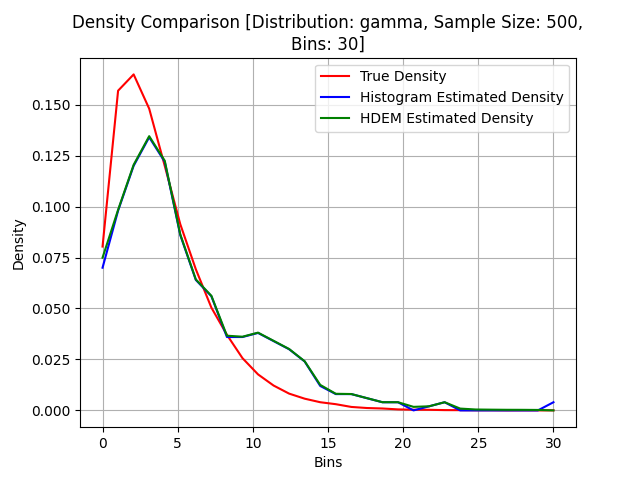 Density Comparison [Distribution: gamma, Sample Size: 500,
Bins: 30]
True Density
Histogram Estimated Density
HDEM Estimated Density
Density
0.150
0.125
0.100
0.075
0.050
0.025
0.000
0 5 10 15 20 25 30
Bins